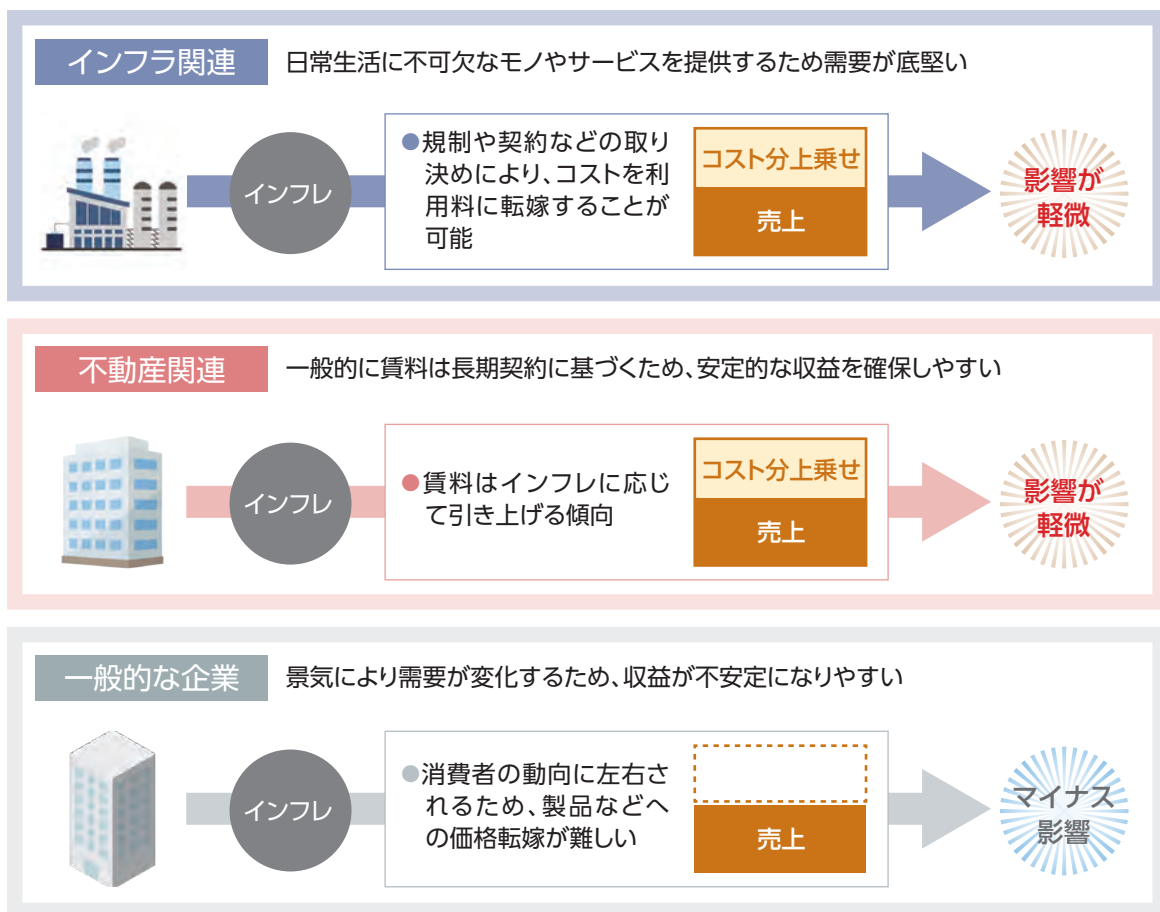 インフラ関連
日常生活に不可欠なモノやサービスを提供するため需要が底堅い
インフレ
●規制や契約などの取り
決めにより、コストを利
用料に転嫁することが
可能
コスト分上乗せ
売上
影響が
軽微
不動産関連
一般的に賃料は長期契約に基づくため、安定的な収益を確保しやすい
インフレ
●賃料はインフレに応じ
て引き上げる傾向
コスト分上乗せ
売上
影響が
軽微
一般的な企業
景気により需要が変化するため、収益が不安定になりやすい
インフレ
●消費者の動向に左右さ
れるため、製品などへ
の価格転嫁が難しい
売上
マイナス
影響